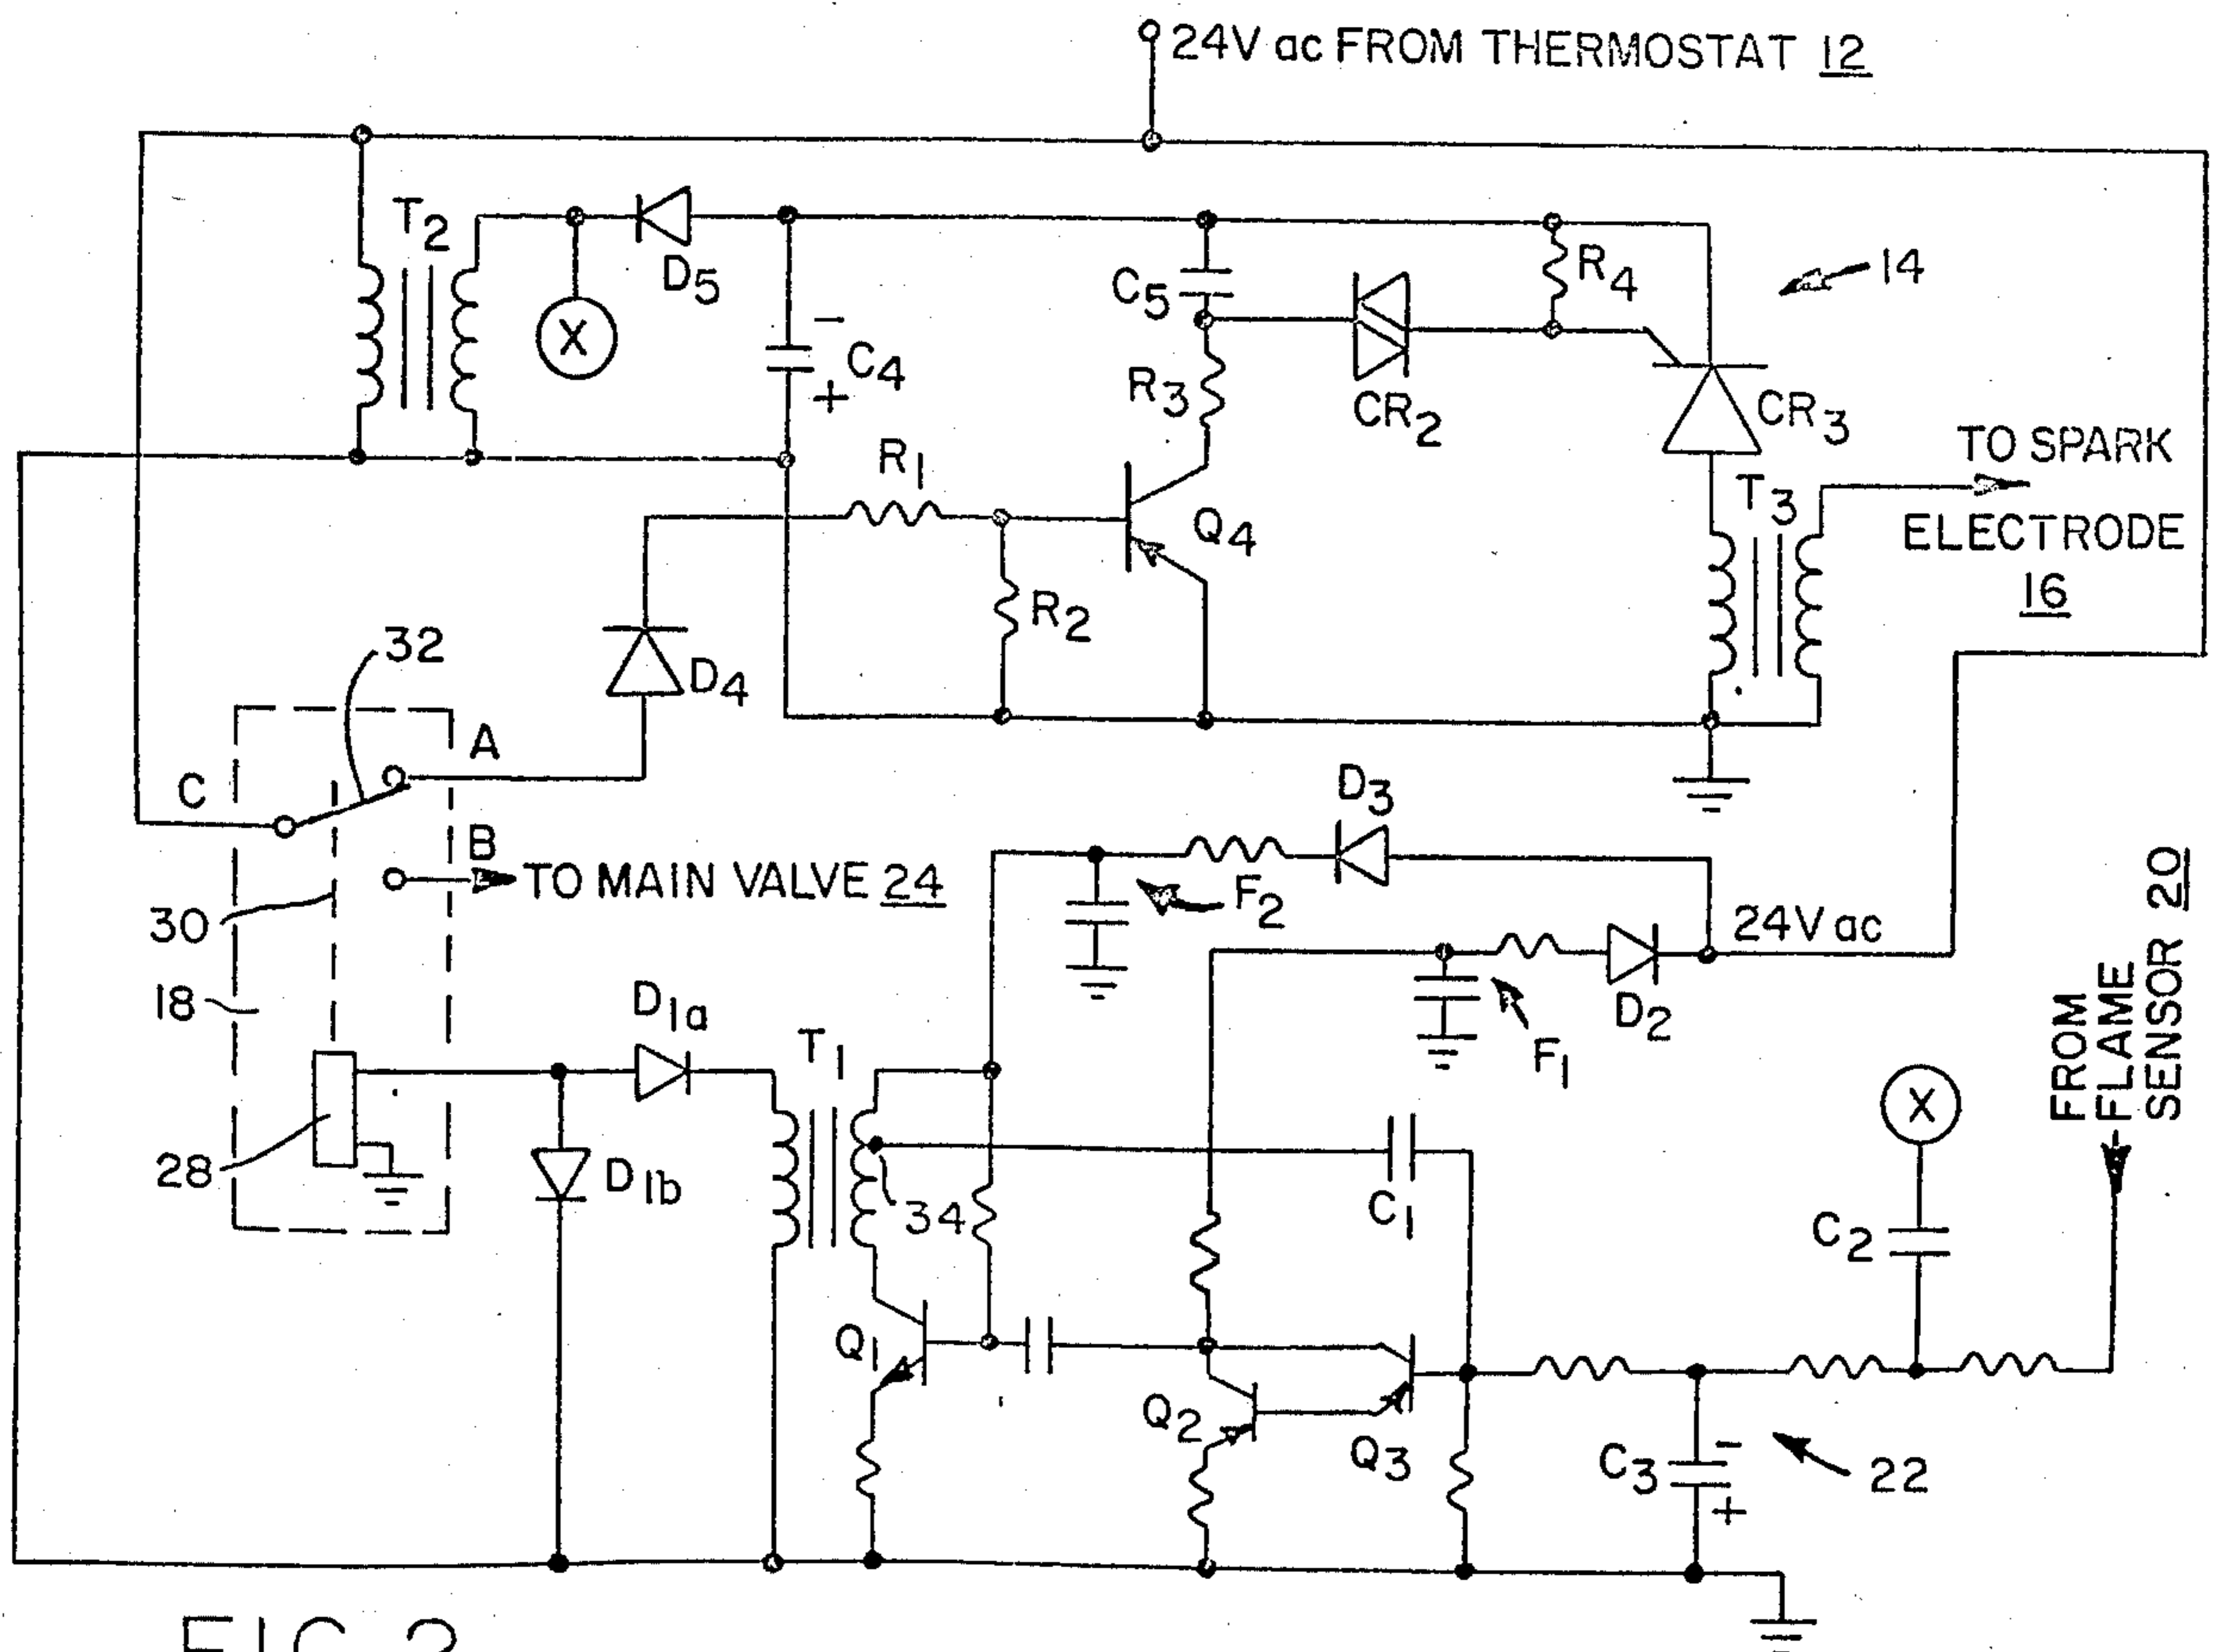 24V ac FROM THERMOSTAT 12
T2
D5
X
C4
−
+
C5
R3
CR2
R4
14
CR3
TO SPARK
ELECTRODE
16
T3
R1
Q4
R2
D4
32
A
C
B
TO MAIN VALVE 24
30
18
28
D1a
D1b
T1
34
D3
F2
24V ac
D2
F1
FROM
FLAME
SENSOR 20
X
C1
C2
Q1
Q2
Q3
C3
−
+
22
FIG. 2